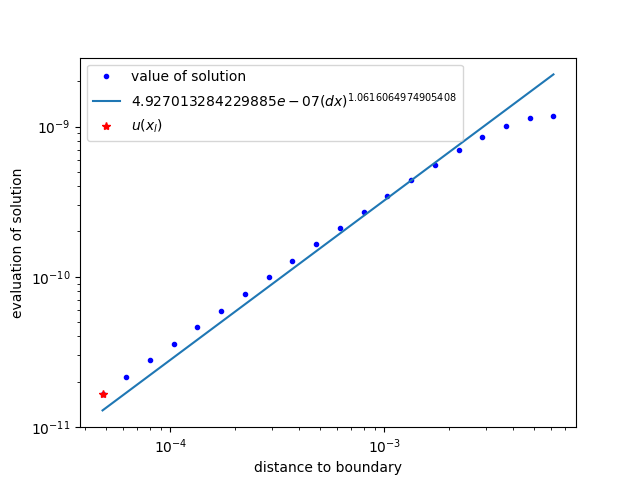 value of solution
4.927013284229885e − 07(dx)^1.0616064974905408
u(x_l)
10^−9
10^−10
10^−11
evaluation of solution
10^−4
10^−3
distance to boundary